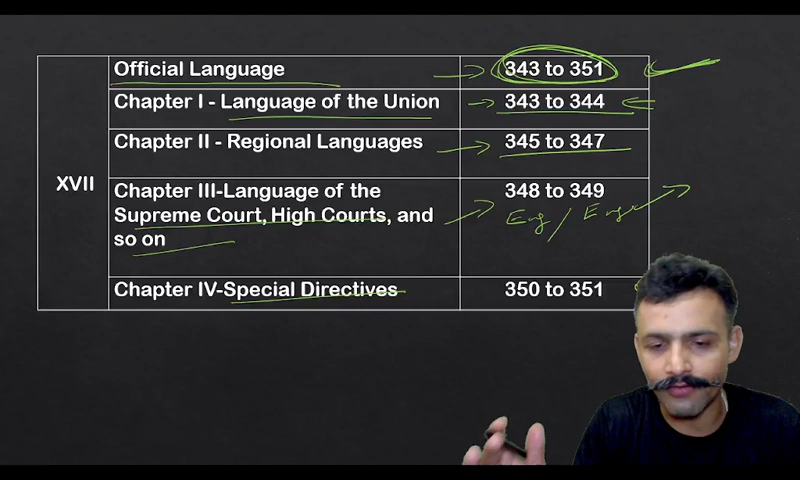 Official Language 343 to 351
Chapter I - Language of the Union 343 to 344
Chapter II - Regional Languages 345 to 347
XVII
Chapter III-Language of the 348 to 349
Supreme Court, High Courts, and Eng / Eng
so on
Chapter IV-Special Directives 350 to 351